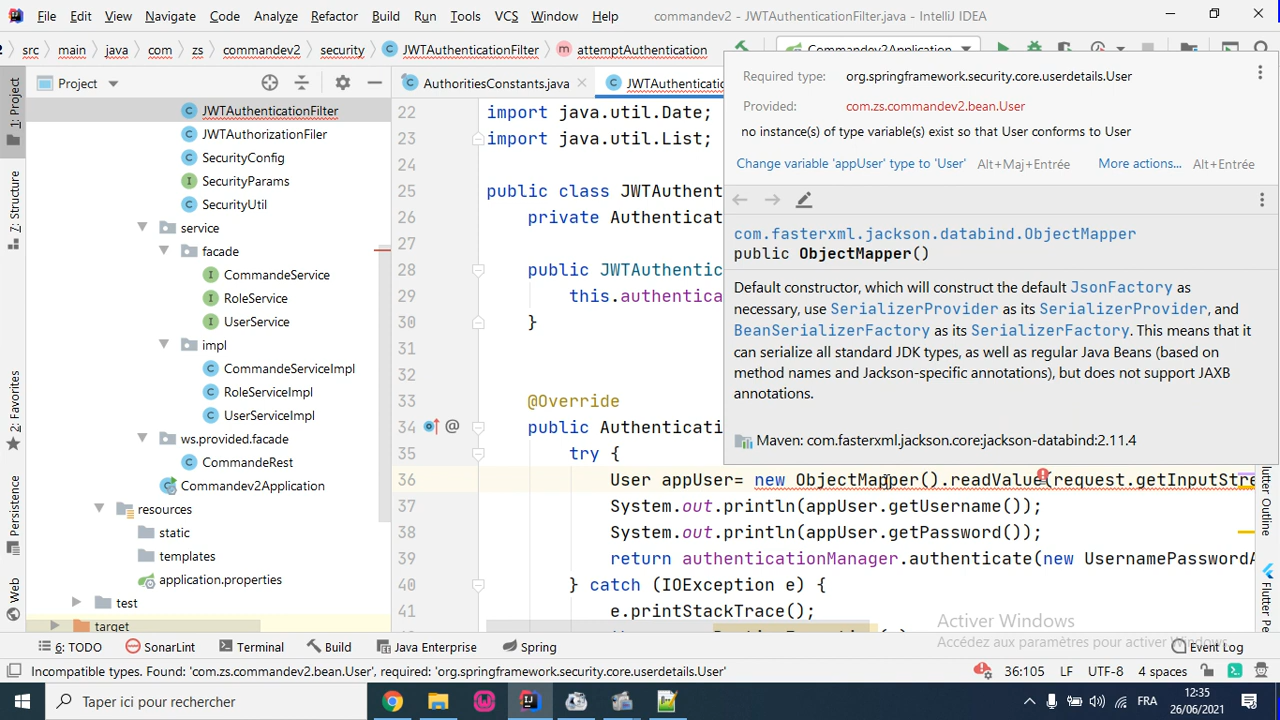 File Edit View Navigate Code Analyze Refactor Build Run Tools VCS Window Help commandev2 - JWTAuthenticationFilter.java - IntelliJ IDEA
src main java com zs commandev2 security JWTAuthenticationFilter attemptAuthentication Commandev2Application
Project
AuthoritiesConstants.java
JWTAuthenticatio
1: Project
Z: Structure
2: Favorites
Persistence
Web
JWTAuthenticationFilter
JWTAuthorizationFiler
SecurityConfig
SecurityParams
SecurityUtil
service
facade
CommandeService
RoleService
UserService
impl
CommandeServiceImpl
RoleServiceImpl
UserServiceImpl
ws.provided.facade
CommandeRest
Commandev2Application
resources
static
templates
application.properties
test
target
22 import java.util.Date;
23 import java.util.List;
24
25 public class JWTAuthent
26 private Authenticat
27
28 public JWTAuthentic
29 this.authentica
30 }
31
32
33 @Override
34 public Authenticati
35 try {
36 User appUser= new ObjectMapper().readValue(request.getInputStre
37 System.out.println(appUser.getUsername());
38 System.out.println(appUser.getPassword());
39 return authenticationManager.authenticate(new UsernamePasswordA
40 } catch (IOException e) {
41 e.printStackTrace();
Required type: org.springframework.security.core.userdetails.User
Provided: com.zs.commandev2.bean.User
no instance(s) of type variable(s) exist so that User conforms to User
Change variable 'appUser' type to 'User' Alt+Maj+Entrée More actions... Alt+Entrée
com.fasterxml.jackson.databind.ObjectMapper
public ObjectMapper()
Default constructor, which will construct the default JsonFactory as
necessary, use SerializerProvider as its SerializerProvider, and
BeanSerializerFactory as its SerializerFactory. This means that it
can serialize all standard JDK types, as well as regular Java Beans (based on
method names and Jackson-specific annotations), but does not support JAXB
annotations.
Maven: com.fasterxml.jackson.core:jackson-databind:2.11.4
Flutter Outline
Flutter Pe
Activer Windows
Accédez aux paramètres pour activer Windows.
6: TODO SonarLint Terminal Build Java Enterprise Spring Event Log
Incompatible types. Found: 'com.zs.commandev2.bean.User', required: 'org.springframework.security.core.userdetails.User' 36:105 LF UTF-8 4 spaces
Taper ici pour rechercher
FRA
12:35
26/06/2021